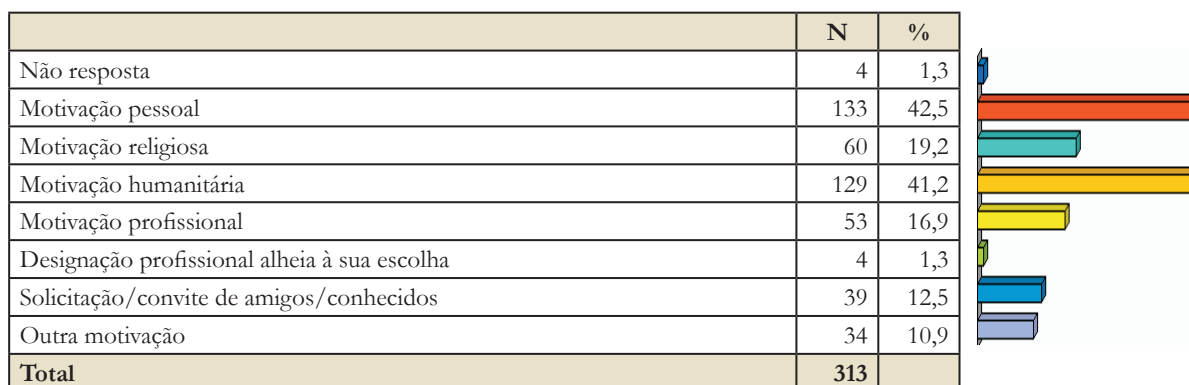 N %
Não resposta 4 1,3
Motivação pessoal 133 42,5
Motivação religiosa 60 19,2
Motivação humanitária 129 41,2
Motivação profissional 53 16,9
Designação profissional alheia à sua escolha 4 1,3
Solicitação/convite de amigos/conhecidos 39 12,5
Outra motivação 34 10,9
Total 313